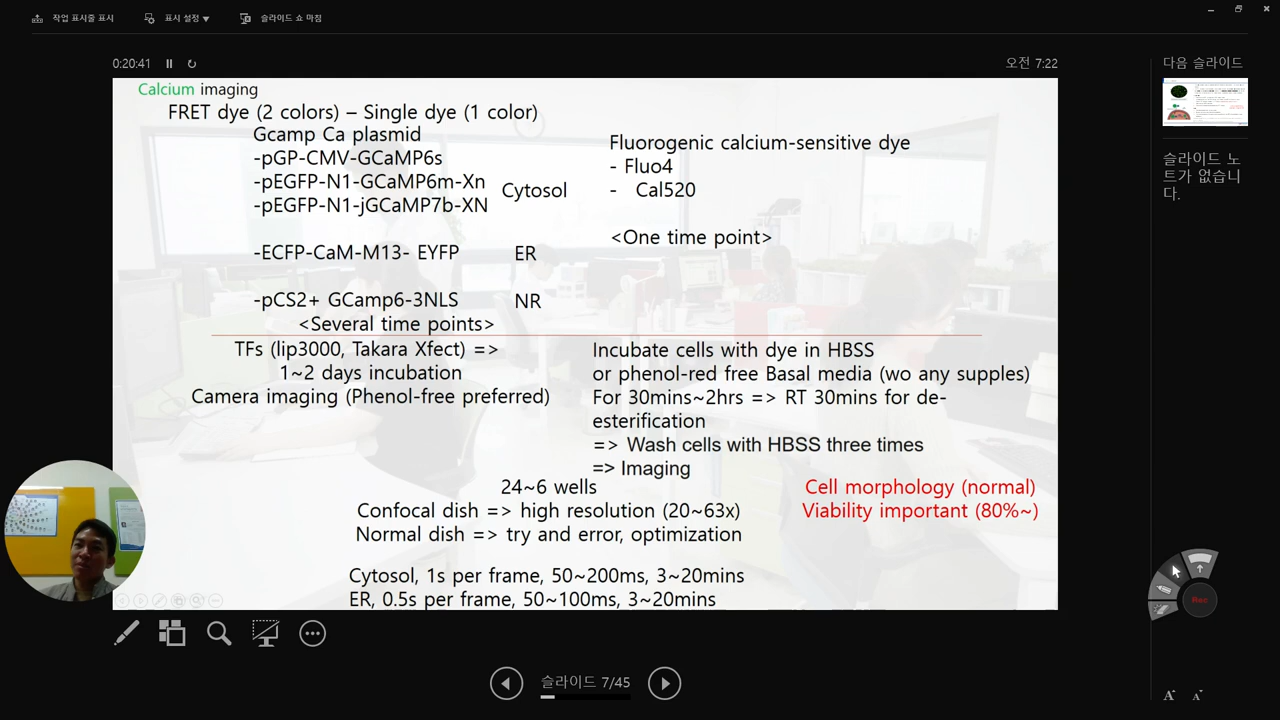 작업 표시줄 표시
표시 설정 ▼
슬라이드 쇼 마침
0:20:41
오전 7:22
다음 슬라이드
Calcium imaging
FRET dye (2 colors) – Single dye (1 color)
Gcamp Ca plasmid
-pGP-CMV-GCaMP6s
-pEGFP-N1-GCaMP6m-Xn
-pEGFP-N1-jGCaMP7b-XN
Cytosol
-ECFP-CaM-M13- EYFP
ER
-pCS2+ GCamp6-3NLS
NR
<Several time points>
Fluorogenic calcium-sensitive dye
- Fluo4
- Cal520
<One time point>
TFs (lip3000, Takara Xfect) =>
1~2 days incubation
Camera imaging (Phenol-free preferred)
Incubate cells with dye in HBSS
or phenol-red free Basal media (wo any supples)
For 30mins~2hrs => RT 30mins for de-
esterification
=> Wash cells with HBSS three times
=> Imaging
24~6 wells
Confocal dish => high resolution (20~63x)
Normal dish => try and error, optimization
Cell morphology (normal)
Viability important (80%~)
Cytosol, 1s per frame, 50~200ms, 3~20mins
ER, 0.5s per frame, 50~100ms, 3~20mins
슬라이드 노
트가 없습니
다.
Rec
슬라이드 7/45
A A